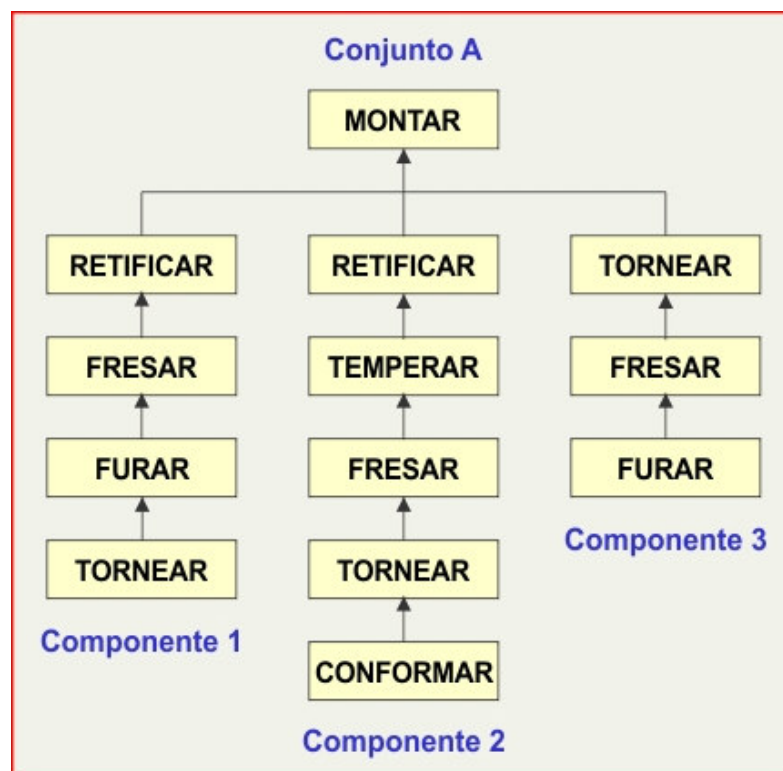 Conjunto A
MONTAR
RETIFICAR
RETIFICAR
TORNEAR
FRESAR
TEMPERAR
FRESAR
FURAR
FRESAR
FURAR
TORNEAR
TORNEAR
Componente 3
Componente 1
CONFORMAR
Componente 2